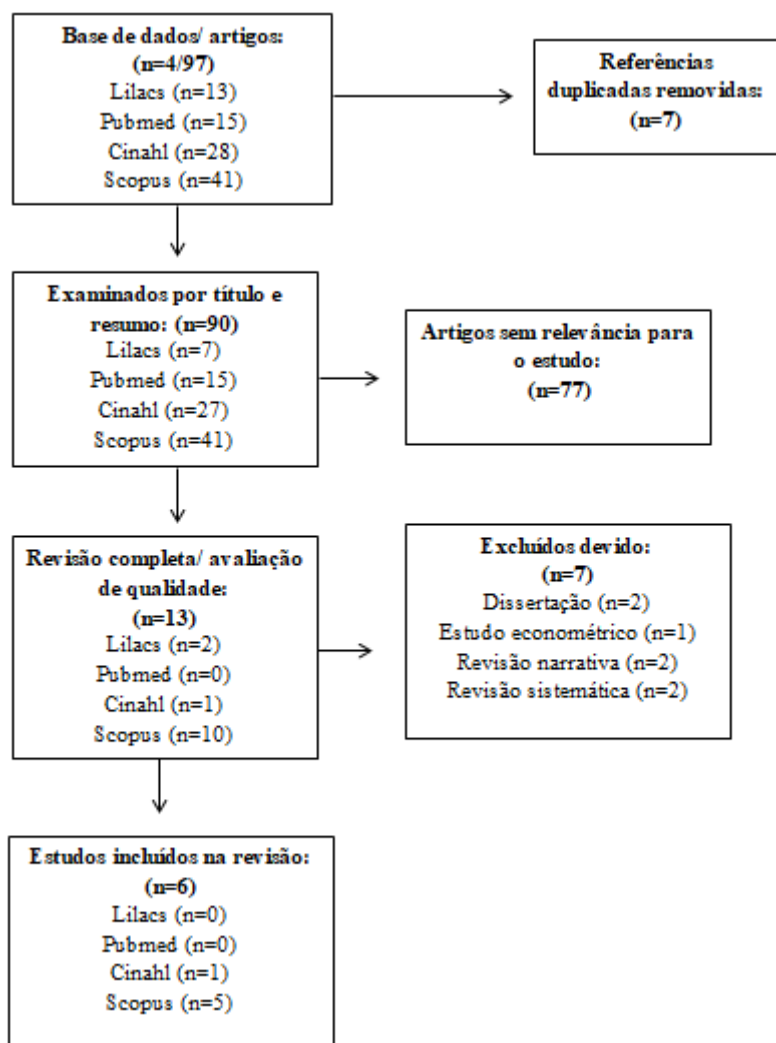 Base de dados/ artigos:
(n=4/97)
Lilacs (n=13)
Pubmed (n=15)
Cinahl (n=28)
Scopus (n=41)
Referências
duplicadas removidas:
(n=7)
Examinados por título e
resumo: (n=90)
Lilacs (n=7)
Pubmed (n=15)
Cinahl (n=27)
Scopus (n=41)
Artigos sem relevância para
o estudo:
(n=77)
Revisão completa/ avaliação
de qualidade:
(n=13)
Lilacs (n=2)
Pubmed (n=0)
Cinahl (n=1)
Scopus (n=10)
Excluídos devido:
(n=7)
Dissertação (n=2)
Estudo econométrico (n=1)
Revisão narrativa (n=2)
Revisão sistemática (n=2)
Estudos incluídos na revisão:
(n=6)
Lilacs (n=0)
Pubmed (n=0)
Cinahl (n=1)
Scopus (n=5)